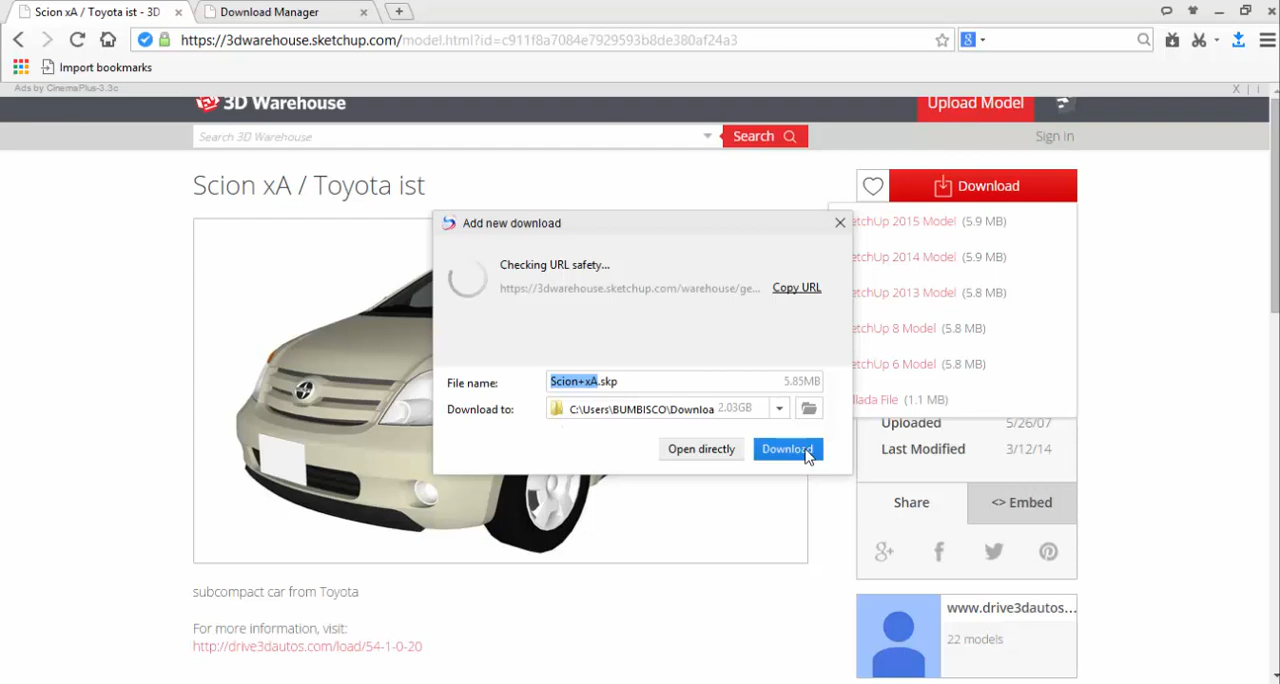 Scion xA / Toyota ist - 3D
Download Manager
https://3dwarehouse.sketchup.com/model.html?id=c911f8a7084e7929593b8de380af24a3
Import bookmarks
Ads by CinemaPlus-3.3c
X | i
3D Warehouse
Upload Model
Search 3D Warehouse
Search
Sign In
Scion xA / Toyota ist
Download
Add new download
etchUp 2015 Model (5.9 MB)
Checking URL safety...
etchUp 2014 Model (5.9 MB)
https://3dwarehouse.sketchup.com/warehouse/ge...
Copy URL
etchUp 2013 Model (5.8 MB)
etchUp 8 Model (5.8 MB)
etchUp 6 Model (5.8 MB)
File name:
Scion+xA.skp
5.85MB
llada File (1.1 MB)
Download to:
C:\Users\BUMBISCO\Downloa
2.03GB
Uploaded
5/26/07
Open directly
Download
Last Modified
3/12/14
Share
<> Embed
subcompact car from Toyota
www.drive3dautos...
For more information, visit:
22 models
http://drive3dautos.com/load/54-1-0-20